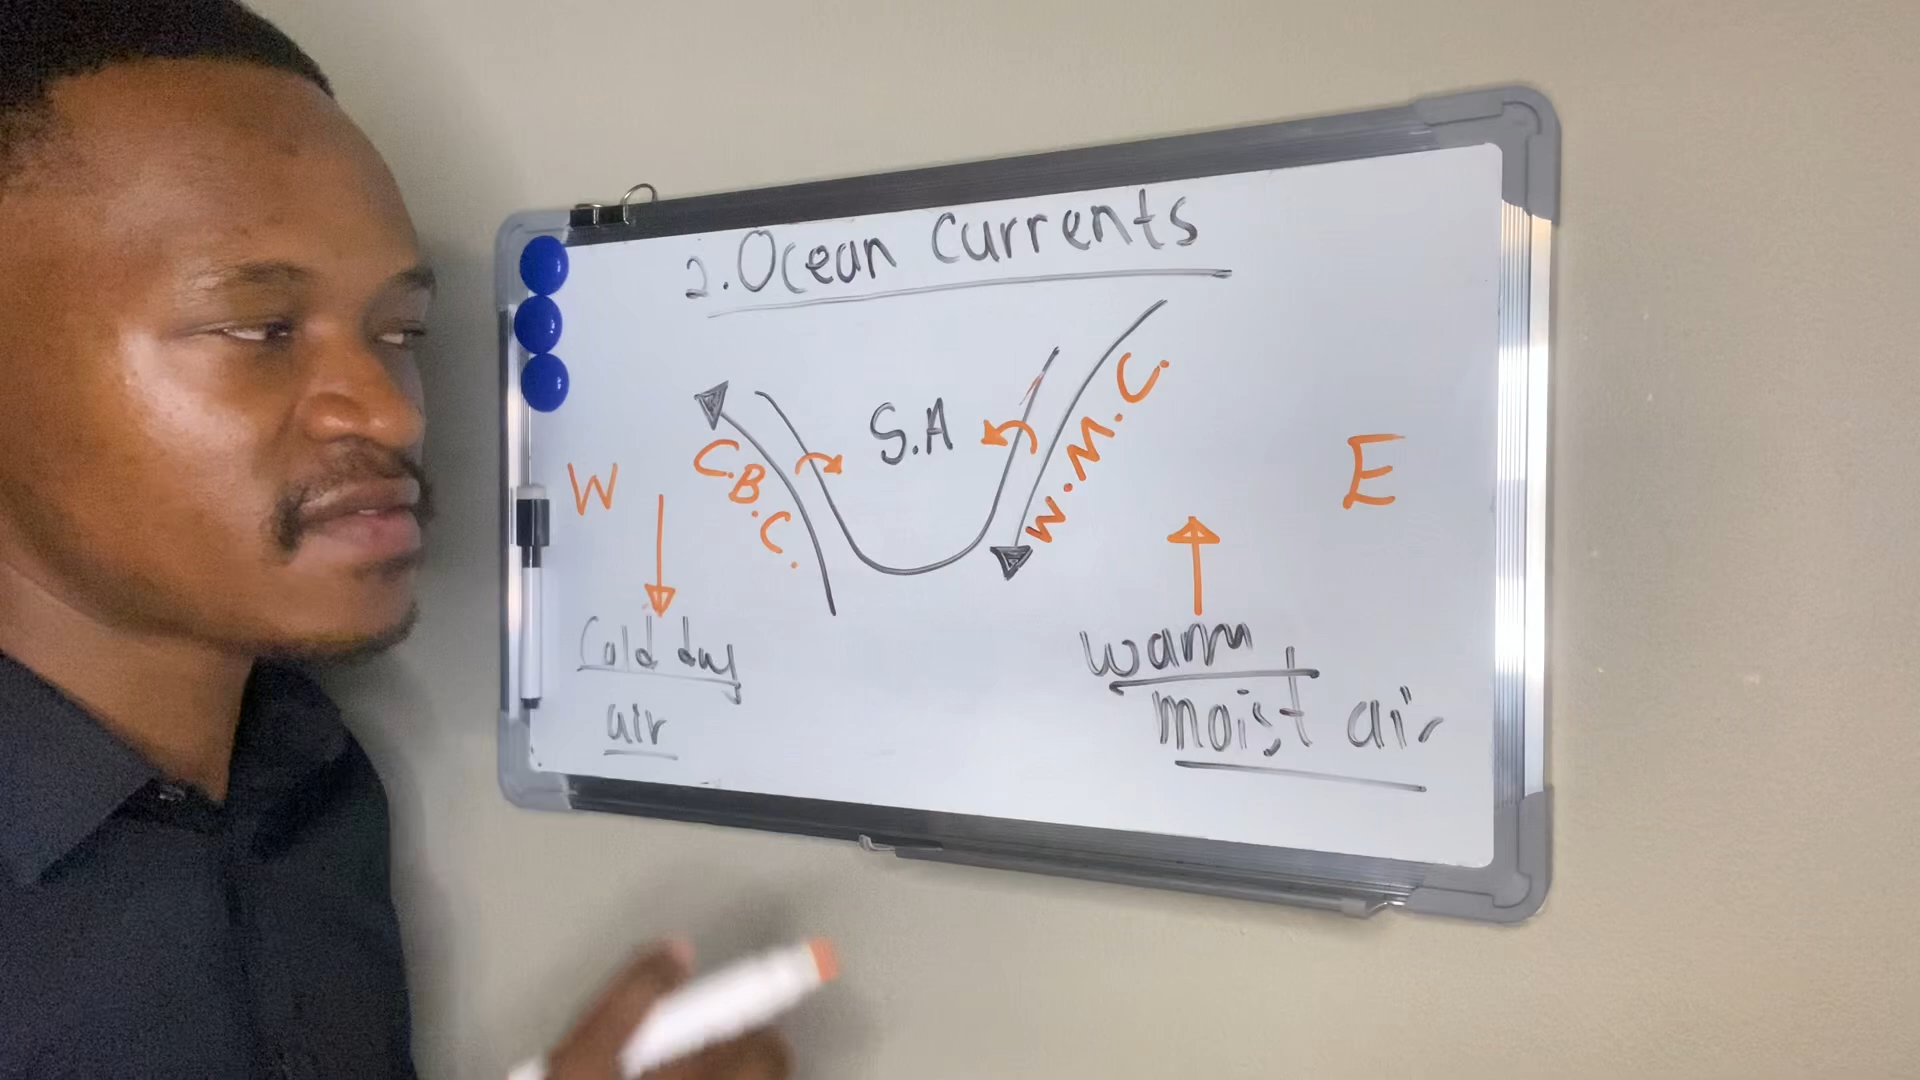 2. Ocean Currents
S.A
C.B.C.
W.M.C.
W
E
Cold dry
air
warm
moist air